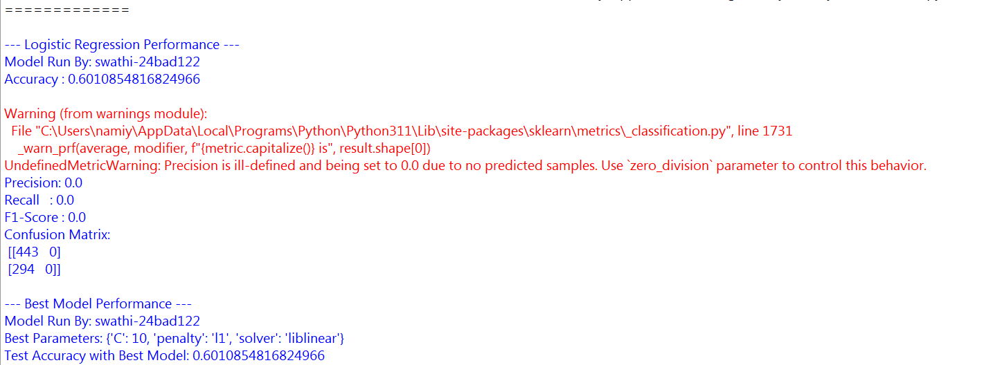 =============
--- Logistic Regression Performance ---
Model Run By: swathi-24bad122
Accuracy : 0.6010854816824966
Warning (from warnings module):
File "C:\Users\namiy\AppData\Local\Programs\Python\Python311\Lib\site-packages\sklearn\metrics\_classification.py", line 1731
_warn_prf(average, modifier, f"{metric.capitalize()} is", result.shape[0])
UndefinedMetricWarning: Precision is ill-defined and being set to 0.0 due to no predicted samples. Use `zero_division` parameter to control this behavior.
Precision: 0.0
Recall   : 0.0
F1-Score : 0.0
Confusion Matrix:
[[443   0]
[294   0]]
--- Best Model Performance ---
Model Run By: swathi-24bad122
Best Parameters: {'C': 10, 'penalty': 'l1', 'solver': 'liblinear'}
Test Accuracy with Best Model: 0.6010854816824966